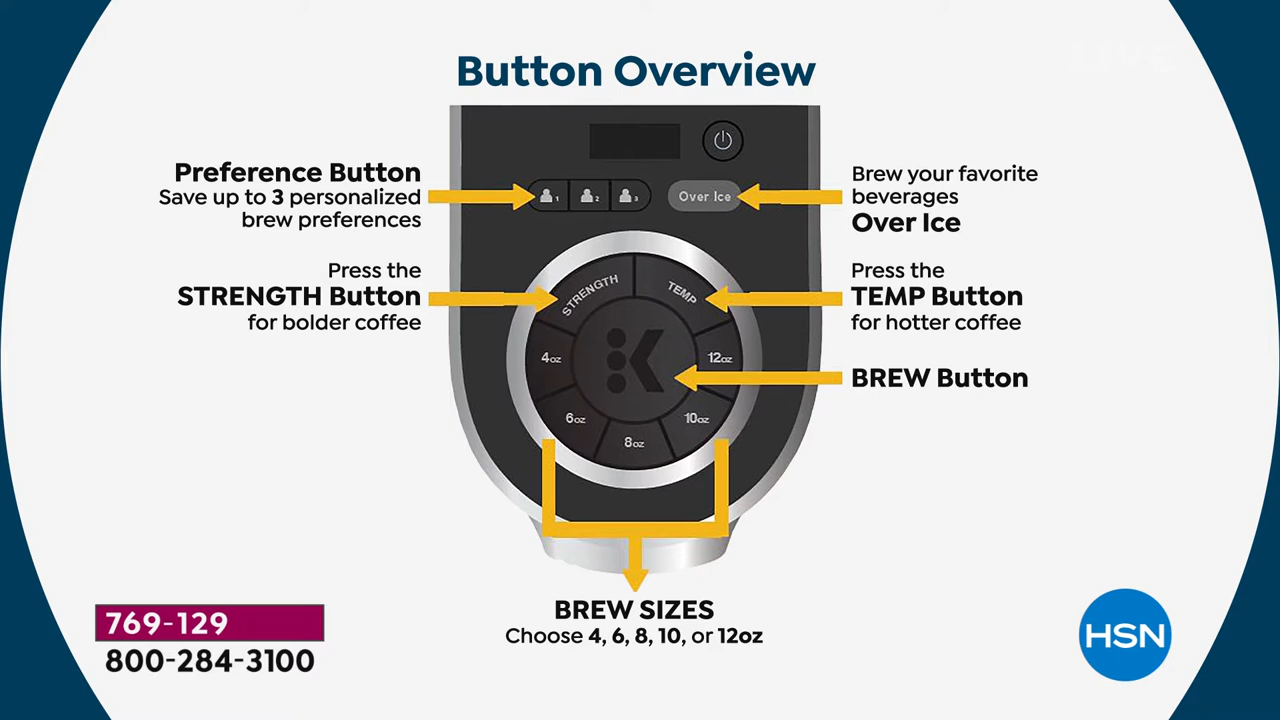 Button Overview
Preference Button
Save up to 3 personalized
brew preferences
Press the
STRENGTH Button
for bolder coffee
1
2
3
Over Ice
STRENGTH
TEMP
4oz
12oz
6oz
10oz
8oz
Brew your favorite
beverages
Over Ice
Press the
TEMP Button
for hotter coffee
BREW Button
BREW SIZES
Choose 4, 6, 8, 10, or 12oz
769-129
800-284-3100
HSN